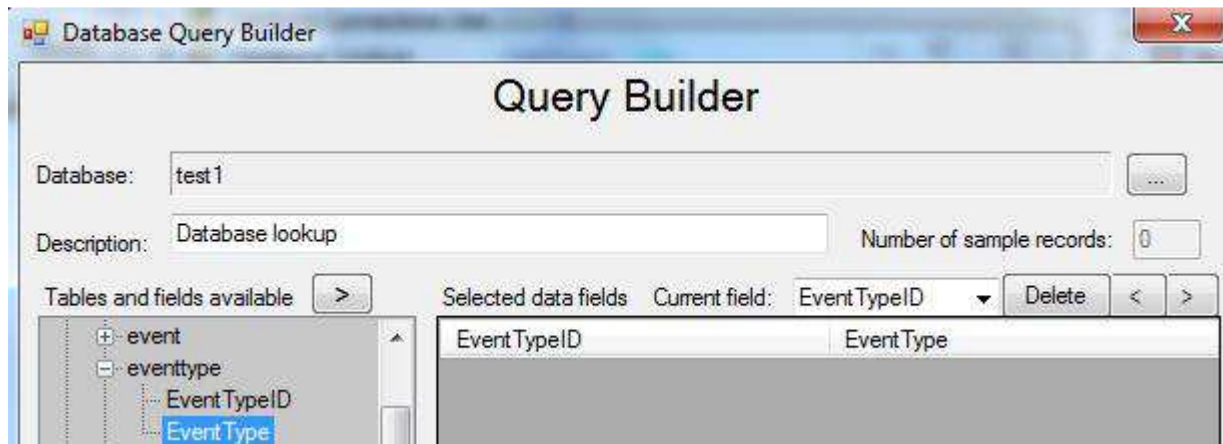 Database Query Builder
X
Query Builder
Database: test1 ...
Description: Database lookup Number of sample records: 0
Tables and fields available > Selected data fields Current field: EventTypeID Delete < >
event EventTypeID EventType
eventtype
EventTypeID
EventType